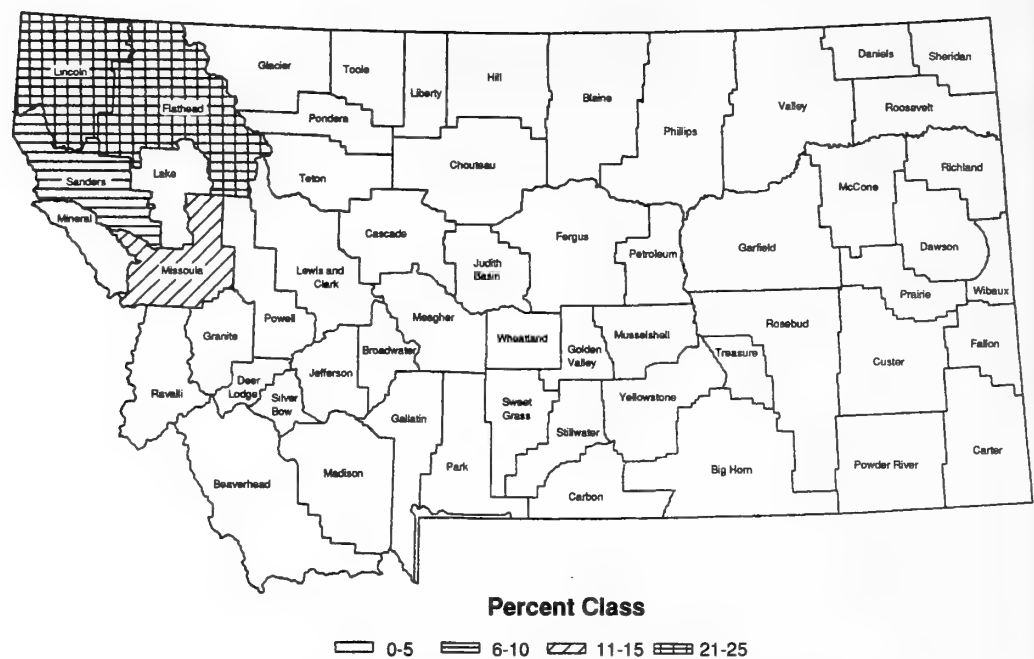 Lincoln
Flathead
Glacier
Toole
Liberty
Hill
Blaine
Phillips
Valley
Daniels
Sheridan
Roosevelt
Pondera
Chouteau
Teton
Sanders
Lake
Mineral
Missoula
McCone
Richland
Cascade
Judith
Basin
Fergus
Petroleum
Garfield
Dawson
Prairie
Wibaux
Lewis and
Clark
Powell
Granite
Meagher
Broadwater
Wheatland
Golden
Valley
Musselshell
Rosebud
Treasure
Custer
Fallon
Ravalli
Deer
Lodge
Silver
Bow
Jefferson
Gallatin
Sweet
Grass
Stillwater
Yellowstone
Beaverhead
Madison
Park
Carbon
Big Horn
Powder River
Carter
Percent Class
0-5 6-10 11-15 21-25